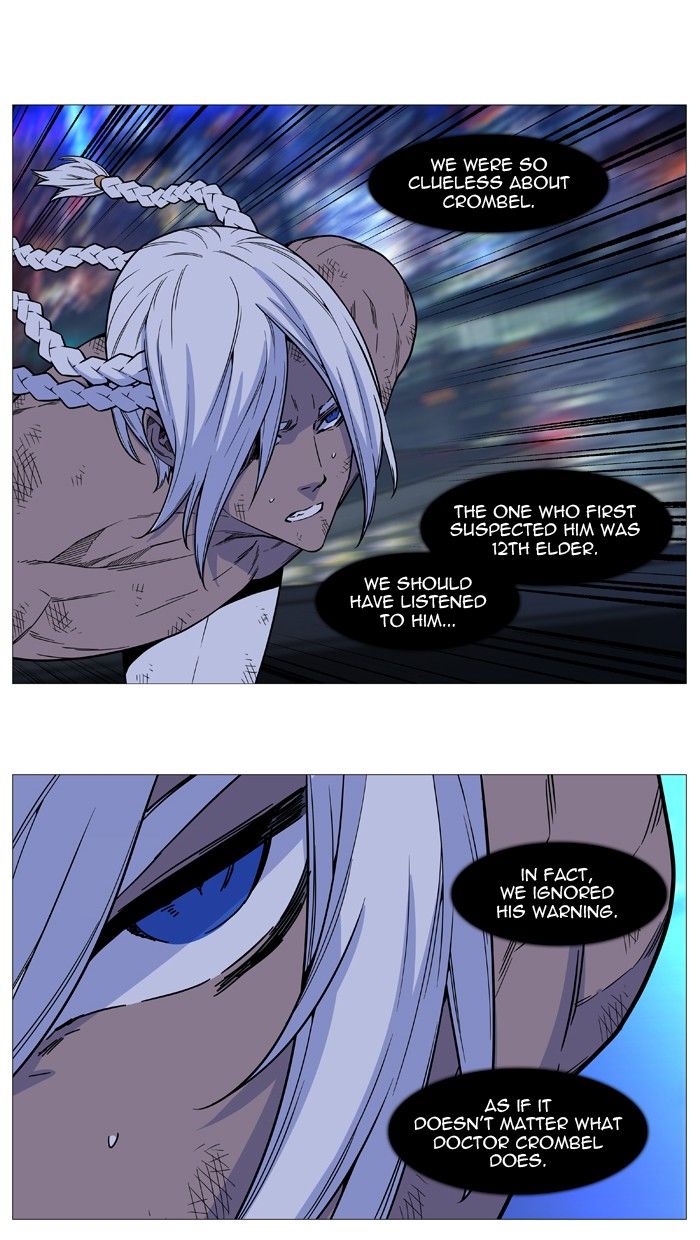 WE WERE SO
CLUELESS ABOUT
CROMBEL.
THE ONE WHO FIRST
SUSPECTED HIM WAS
12TH ELDER.
WE SHOULD
HAVE LISTENED
TO HIM...
IN FACT,
WE IGNORED
HIS WARNING.
AS IF IT
DOESN'T MATTER WHAT
DOCTOR CROMBEL
DOES.